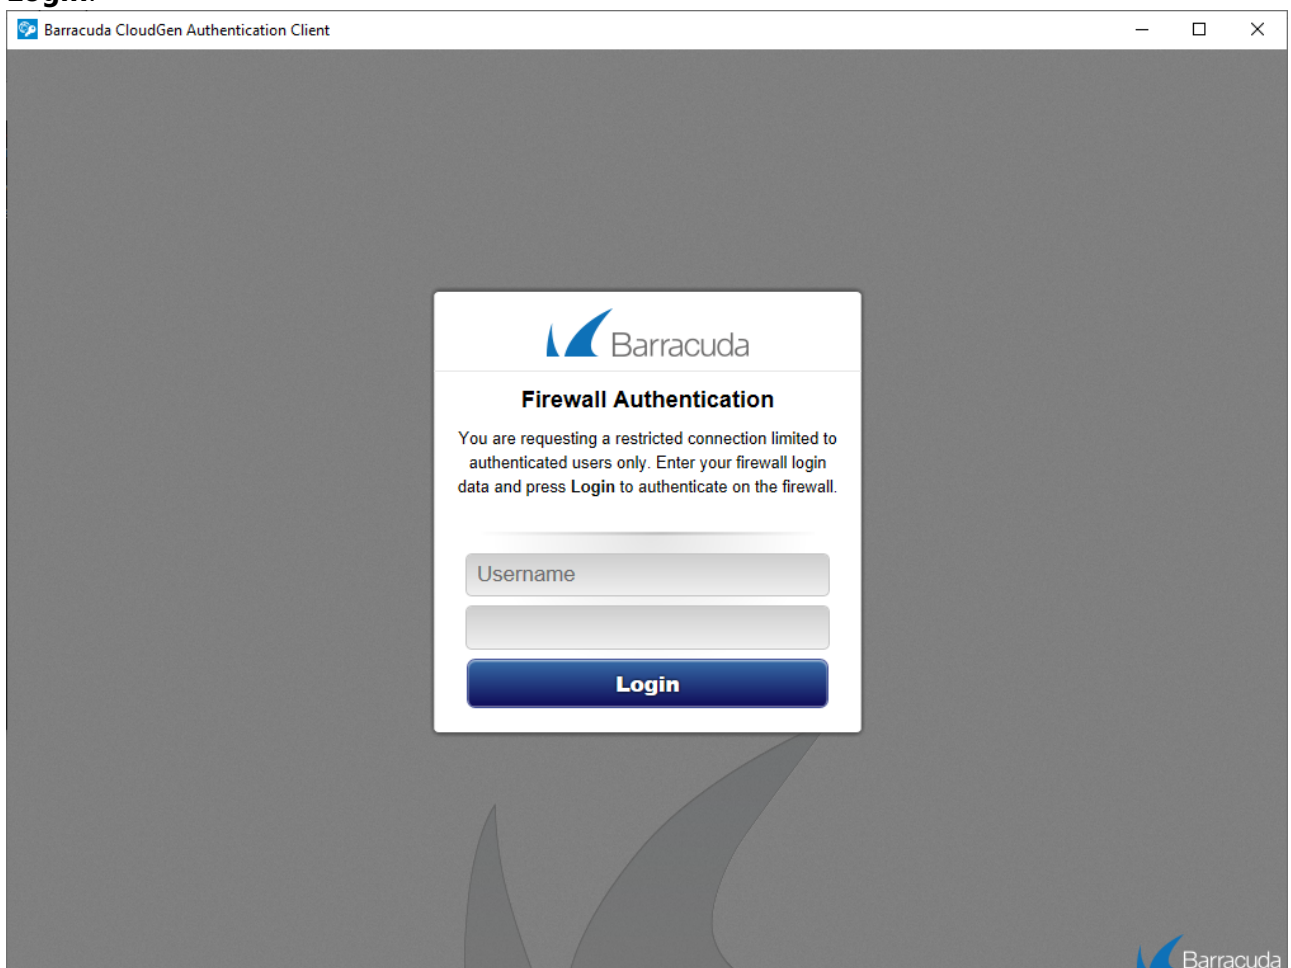 Login.
Barracuda CloudGen Authentication Client
Barracuda
Firewall Authentication
You are requesting a restricted connection limited to
authenticated users only. Enter your firewall login
data and press Login to authenticate on the firewall.
Username
Login
Barracuda